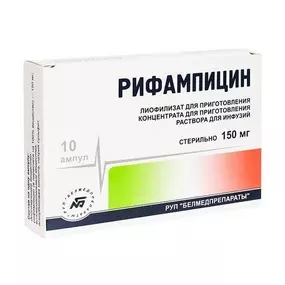 РИФАМПИЦИН
ЛИОФИЛИЗАТ ДЛЯ ПРИГОТОВЛЕНИЯ
КОНЦЕНТРАТА ДЛЯ ПРИГОТОВЛЕНИЯ
РАСТВОРА ДЛЯ ИНФУЗИЙ
СТЕРИЛЬНО 150 МГ
10
ампул
РУП "БЕЛМЕДПРЕПАРАТЫ"